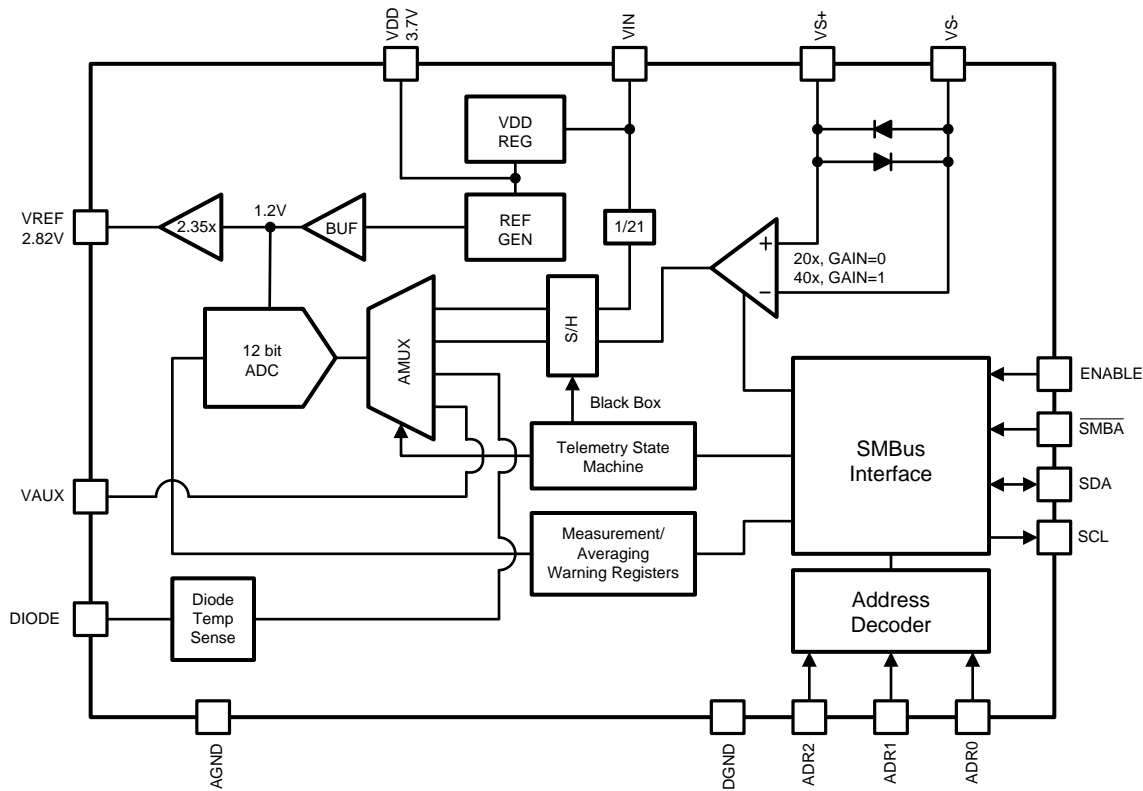 VDD
3.7V
VIN
VS+
VS-
VDD
REG
VREF
2.82V
2.35x
1.2V
BUF
REF
GEN
1/21
+
20x, GAIN=0
40x, GAIN=1
−
12 bit
ADC
AMUX
S/H
Black Box
ENABLE
Telemetry State
Machine
SMBus
Interface
SMBA
VAUX
SDA
Measurement/
Averaging
Warning Registers
SCL
DIODE
Diode
Temp
Sense
Address
Decoder
AGND
DGND
ADR2
ADR1
ADR0